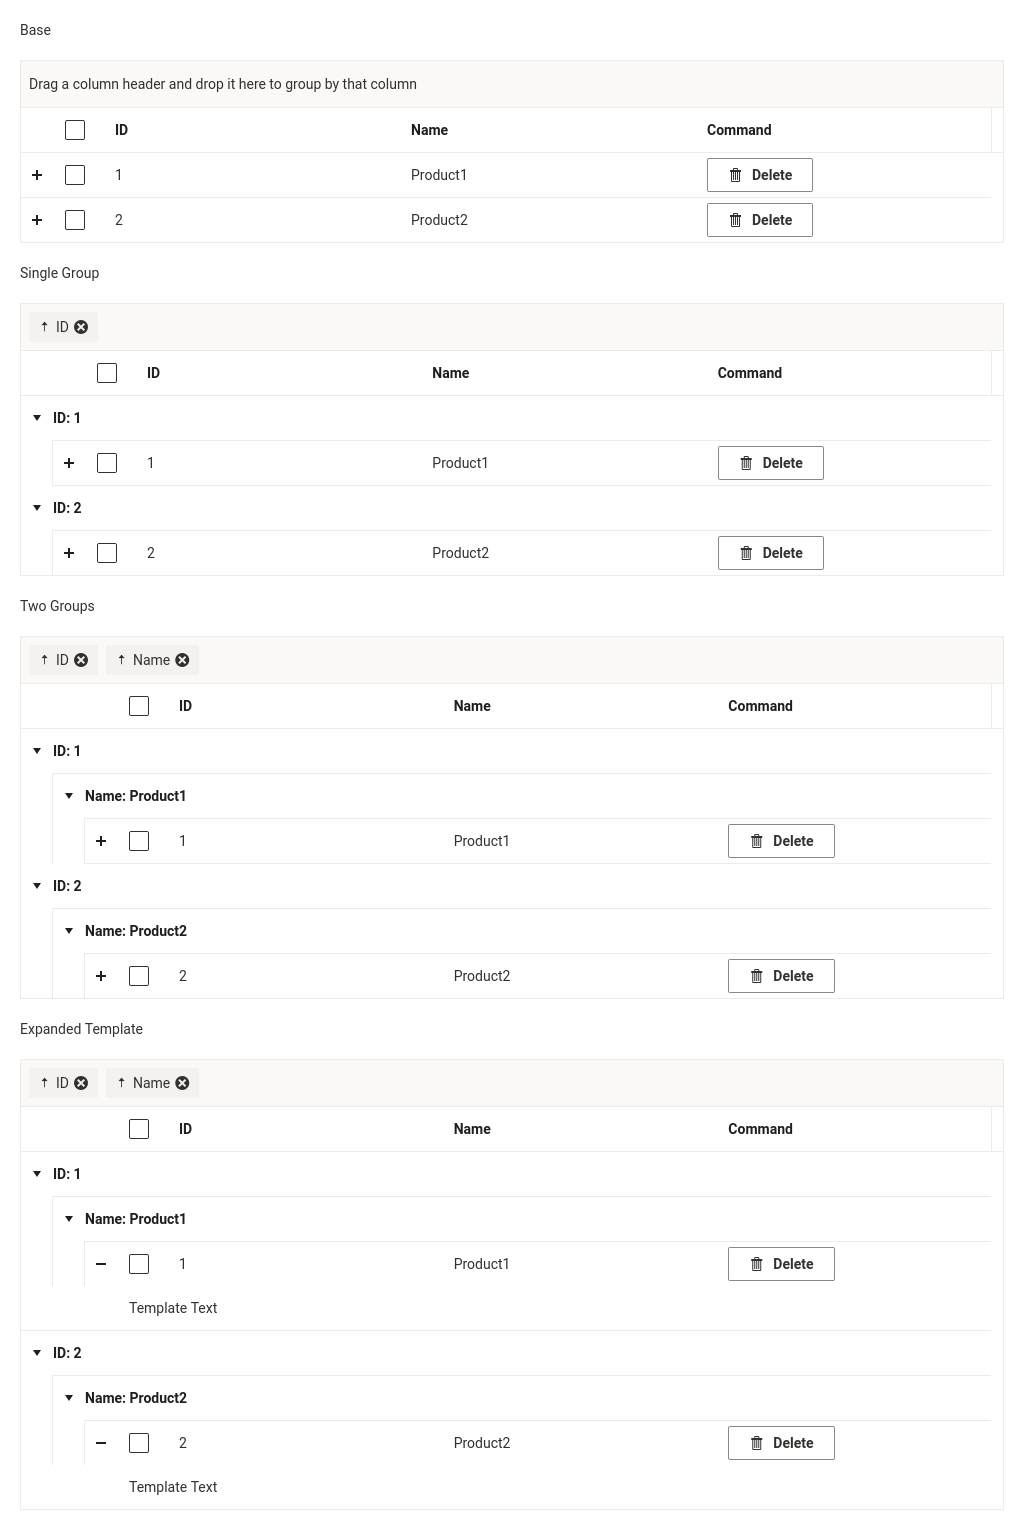 Base
Drag a column header and drop it here to group by that column
ID Name Command
1 Product1 Delete
2 Product2 Delete
Single Group
ID
ID Name Command
ID: 1
1 Product1 Delete
ID: 2
2 Product2 Delete
Two Groups
ID Name
ID Name Command
ID: 1
Name: Product1
1 Product1 Delete
ID: 2
Name: Product2
2 Product2 Delete
Expanded Template
ID Name
ID Name Command
ID: 1
Name: Product1
1 Product1 Delete
Template Text
ID: 2
Name: Product2
2 Product2 Delete
Template Text